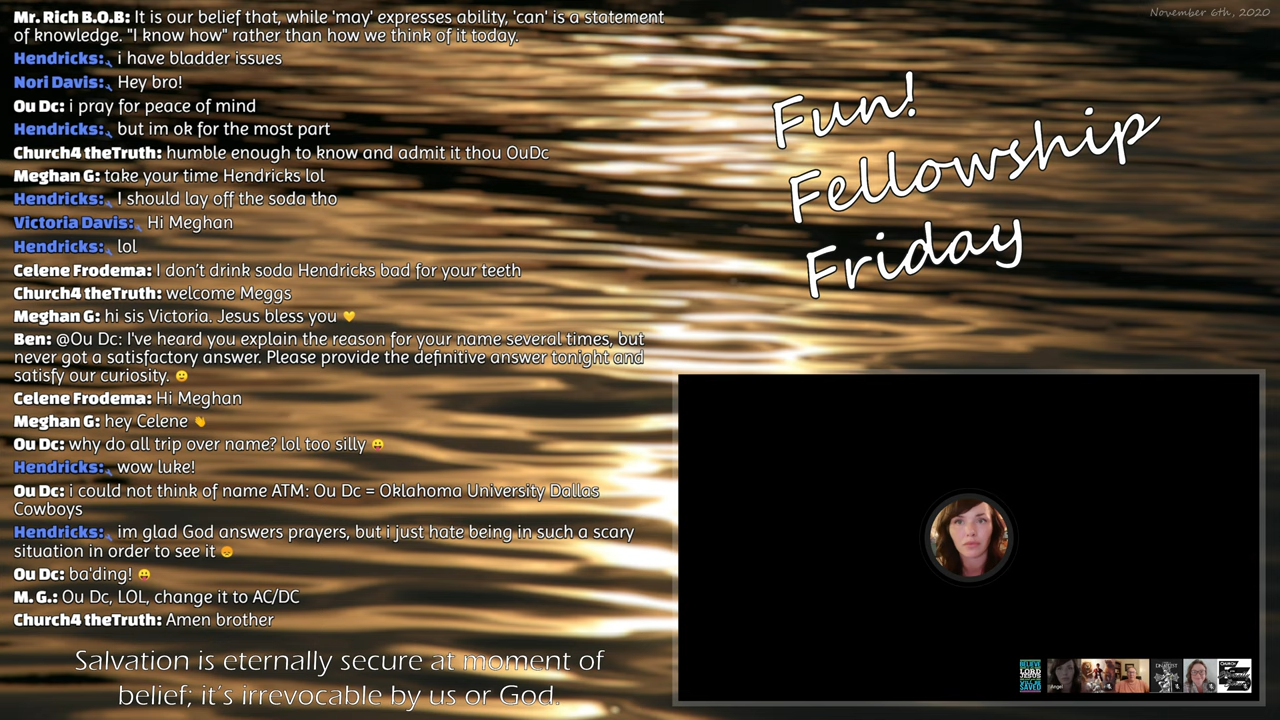 November 6th, 2020
Mr. Rich B.O.B: It is our belief that, while 'may' expresses ability, 'can' is a statement
of knowledge. "I know how" rather than how we think of it today.
Hendricks: i have bladder issues
Nori Davis: Hey bro!
Ou Dc: i pray for peace of mind
Hendricks: but im ok for the most part
Church4 theTruth: humble enough to know and admit it thou OuDc
Meghan G: take your time Hendricks lol
Hendricks: I should lay off the soda tho
Victoria Davis: Hi Meghan
Hendricks: lol
Celene Frodema: I don't drink soda Hendricks bad for your teeth
Church4 theTruth: welcome Meggs
Meghan G: hi sis Victoria. Jesus bless you 💛
Ben: @Ou Dc: I've heard you explain the reason for your name several times, but
never got a satisfactory answer. Please provide the definitive answer tonight and
satisfy our curiosity. 🙂
Celene Frodema: Hi Meghan
Meghan G: hey Celene 👋
Ou Dc: why do all trip over name? lol too silly 😛
Hendricks: wow luke!
Ou Dc: i could not think of name ATM: Ou Dc = Oklahoma University Dallas
Cowboys
Hendricks: im glad God answers prayers, but i just hate being in such a scary
situation in order to see it 😞
Ou Dc: ba'ding! 😛
M. G.: Ou Dc, LOL, change it to AC/DC
Church4 theTruth: Amen brother
Salvation is eternally secure at moment of
belief; it's irrevocable by us or God.
Fun!
Fellowship
Friday
BELIEVE
LORD
JESUS
SAVED
Angel
CHURCH